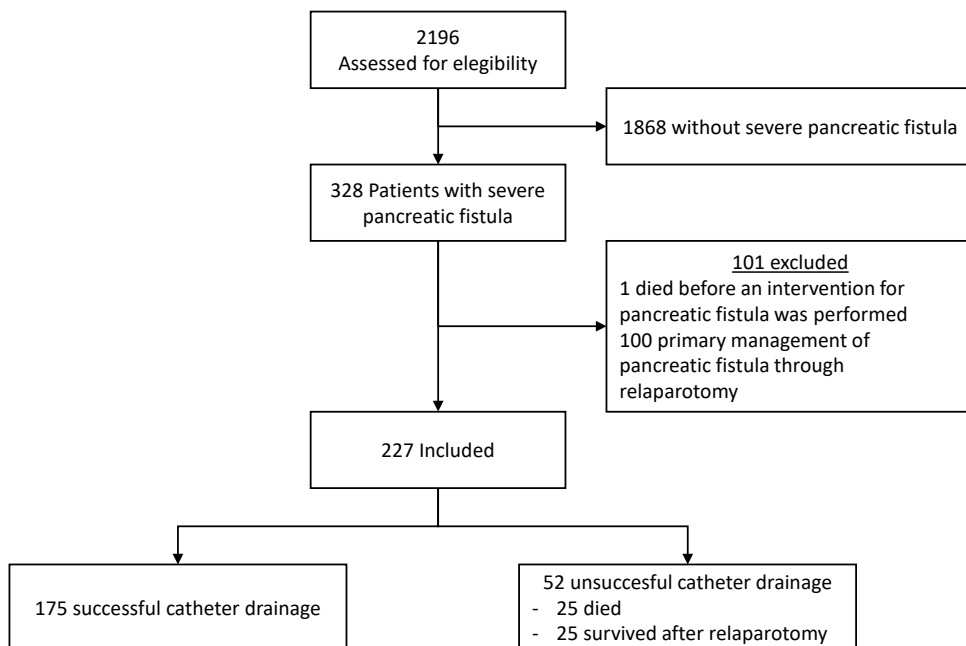 2196
Assessed for elegibility
1868 without severe pancreatic fistula
328 Patients with severe
pancreatic fistula
101 excluded
1 died before an intervention for
pancreatic fistula was performed
100 primary management of
pancreatic fistula through
relaparotomy
227 Included
175 successful catheter drainage
52 unsuccesful catheter drainage
- 25 died
- 25 survived after relaparotomy